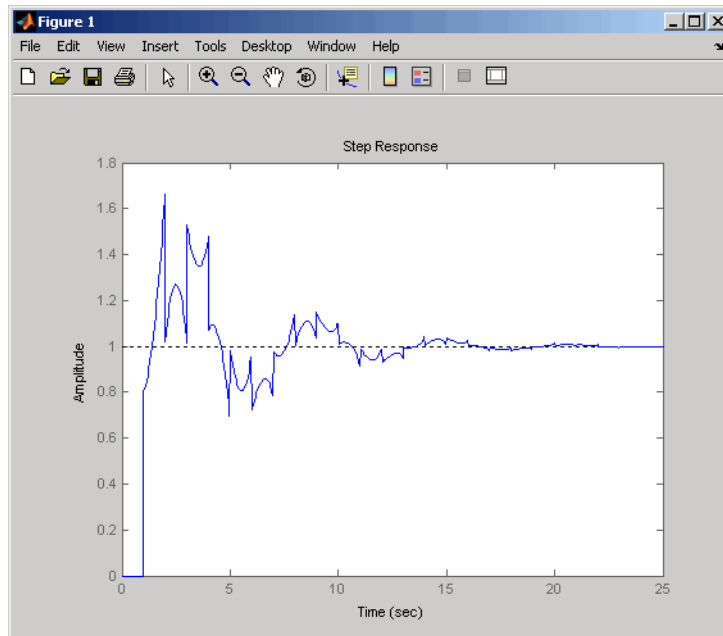 Figure 1
File Edit View Insert Tools Desktop Window Help
Step Response
1.8
1.6
1.4
1.2
1
0.8
0.6
0.4
0.2
0
Amplitude
0 5 10 15 20 25
Time (sec)